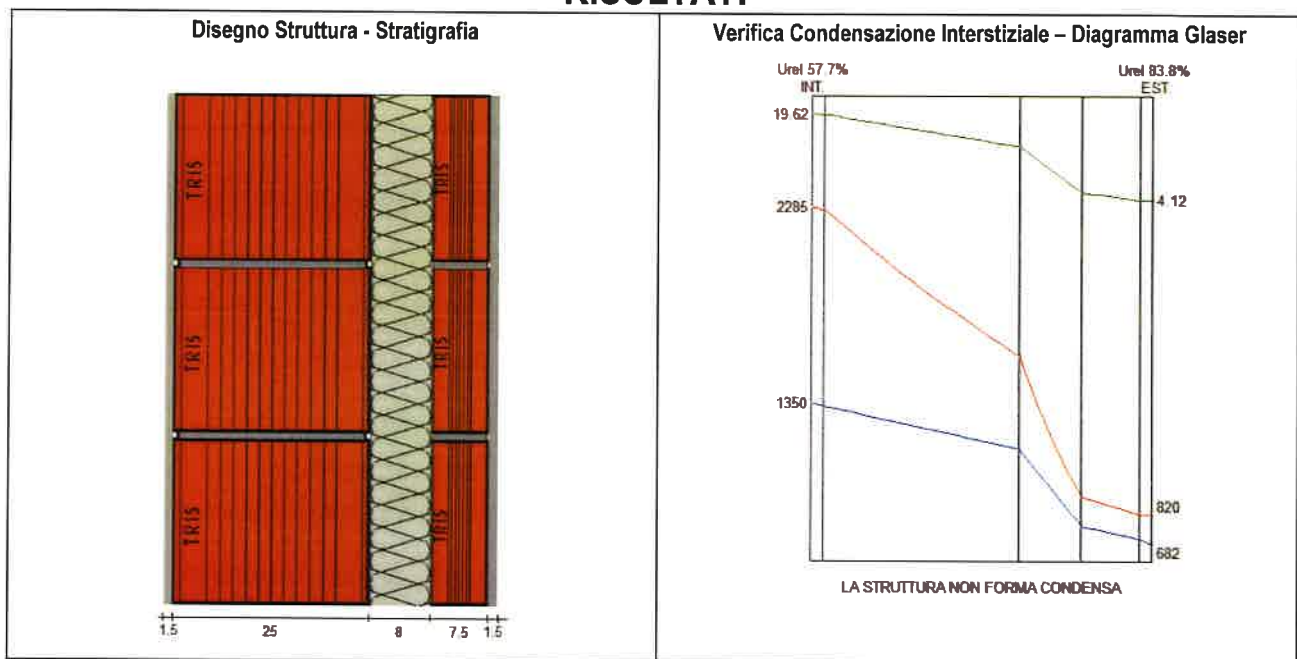 Disegno Struttura - Stratigrafia
TRIS
TRIS
TRIS
TRIS
TRIS
TRIS
1.5 25 8 7.5 1.5
Verifica Condensazione Interstiziale – Diagramma Glaser
Urel 57.7% Urel 83.8%
INT. EST.
19 62
4.12
2285
1350
820
682
LA STRUTTURA NON FORMA CONDENSA